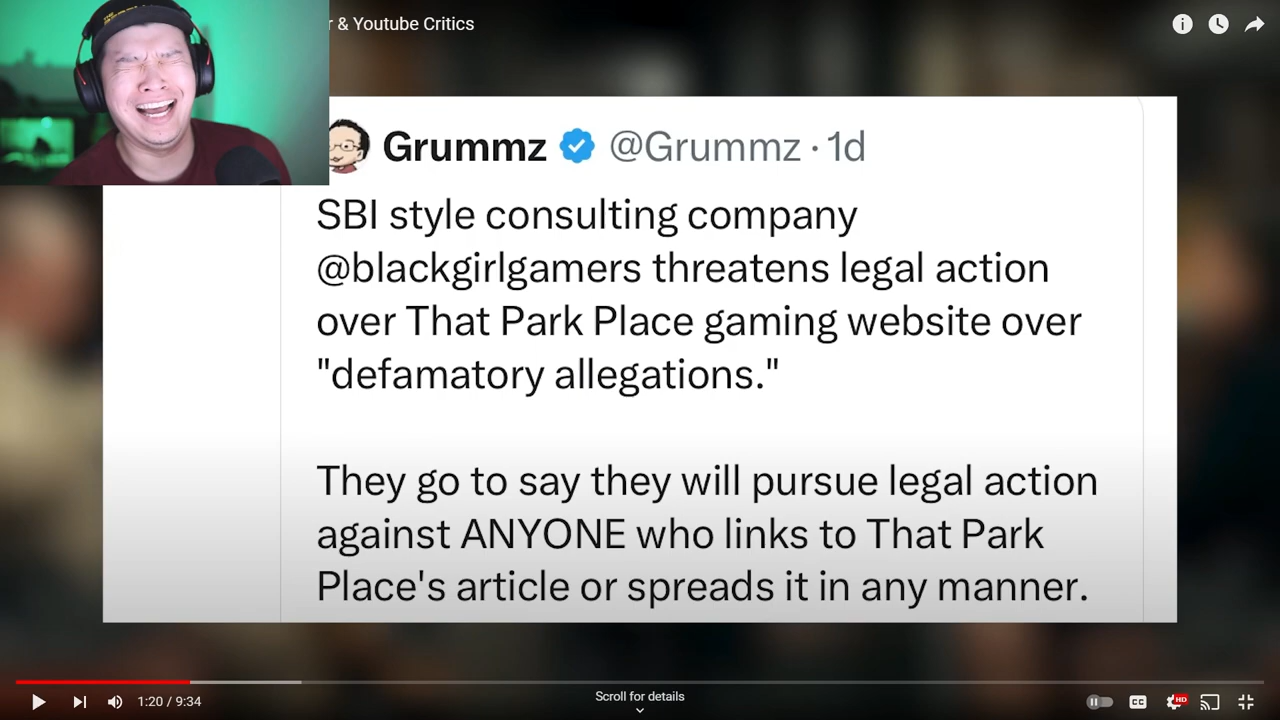 r & Youtube Critics
Grummz @Grummz · 1d
SBI style consulting company
@blackgirlgamers threatens legal action
over That Park Place gaming website over
"defamatory allegations."
They go to say they will pursue legal action
against ANYONE who links to That Park
Place's article or spreads it in any manner.
1:20 / 9:34
Scroll for details
CC
HD